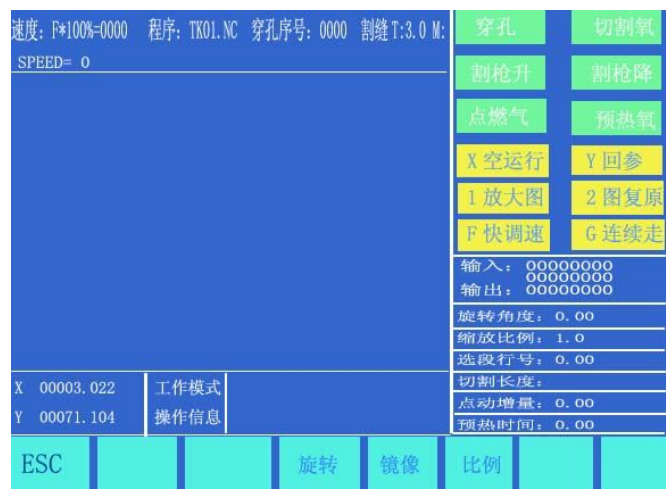 速度: F*100%=0000 程序: TK01.NC 穿孔序号: 0000 割缝T:3.0 M:
SPEED= 0
穿孔 切割氧
割枪升 割枪降
点燃气 预热氧
X空运行 Y回参
1放大图 2图复原
F快调速 G连续走
输入: 00000000
00000000
输出: 00000000
旋转角度: 0.00
缩放比例: 1.0
选段行号: 0.00
切割长度:
点动增量: 0.00
预热时间: 0.00
X 00003.022 工作模式
Y 00071.104 操作信息
ESC 旋转 镜像 比例